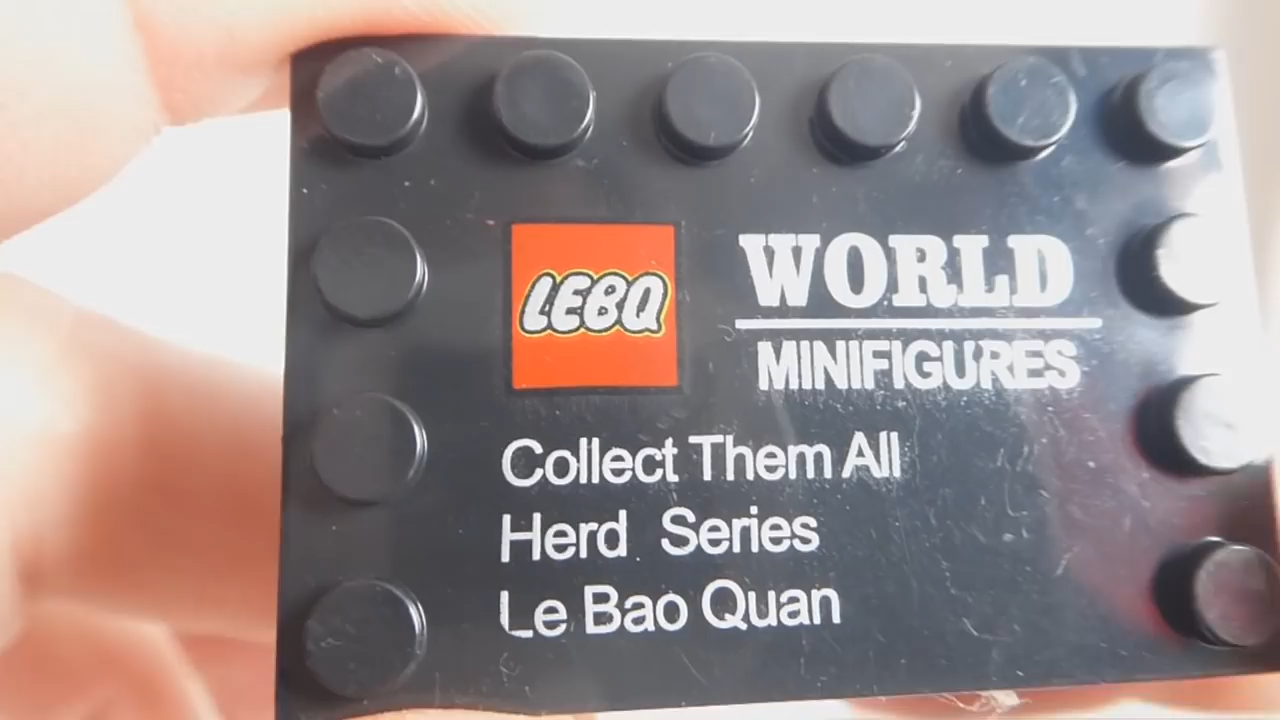 LEBQ
WORLD
MINIFIGURES
Collect Them All
Herd Series
Le Bao Quan